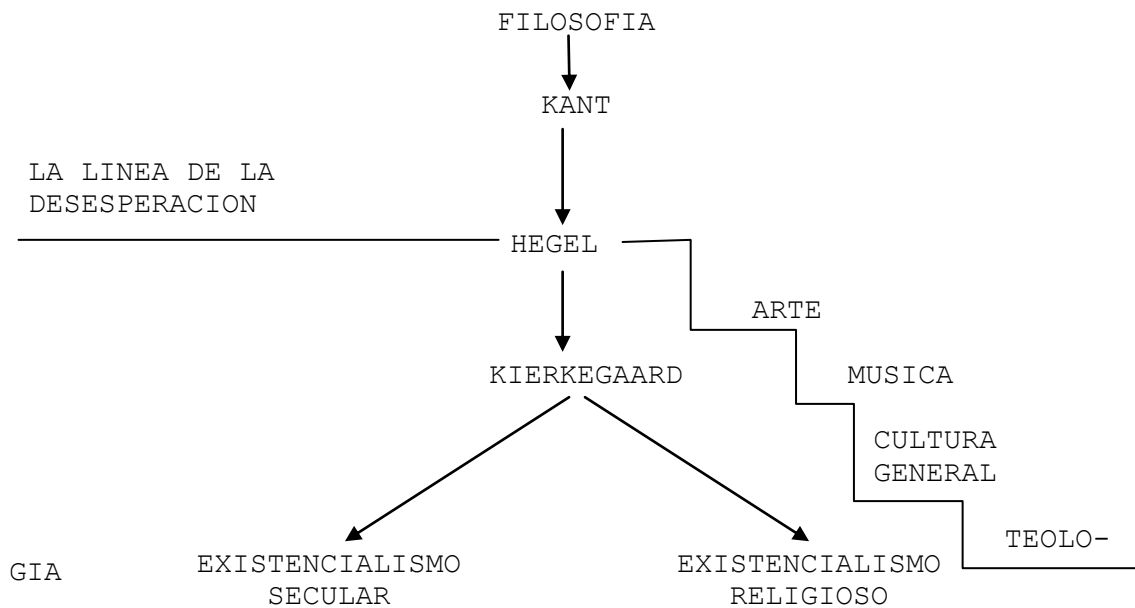 FILOSOFIA
KANT
LA LINEA DE LA
DESESPERACION
HEGEL
ARTE
KIERKEGAARD
MUSICA
CULTURA
GENERAL
TEOLO-
GIA
EXISTENCIALISMO
SECULAR
EXISTENCIALISMO
RELIGIOSO